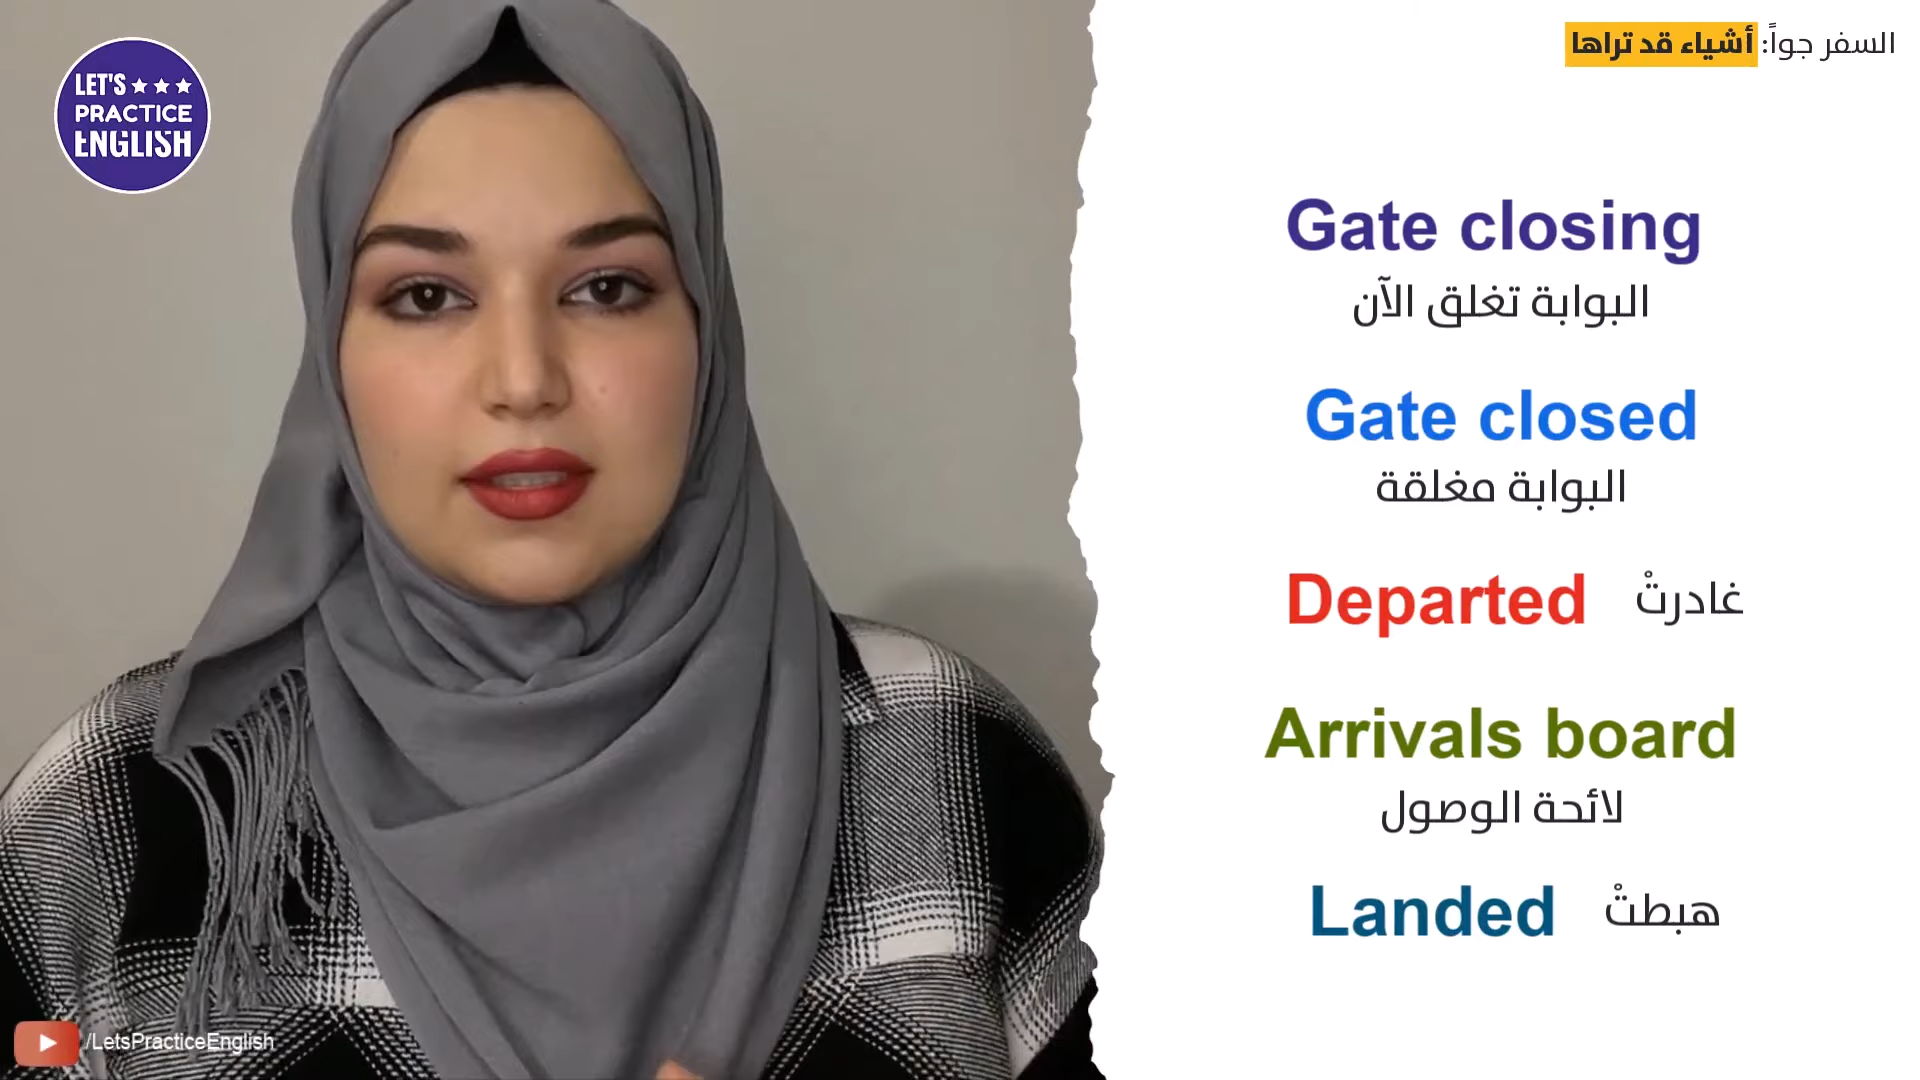 LET'S
PRACTICE
ENGLISH
السفر جواً: أشياء قد تراها
Gate closing
البوابة تغلق الآن
Gate closed
البوابة مغلقة
Departed غادرتْ
Arrivals board
لائحة الوصول
Landed هبطتْ
/LetsPracticeEnglish